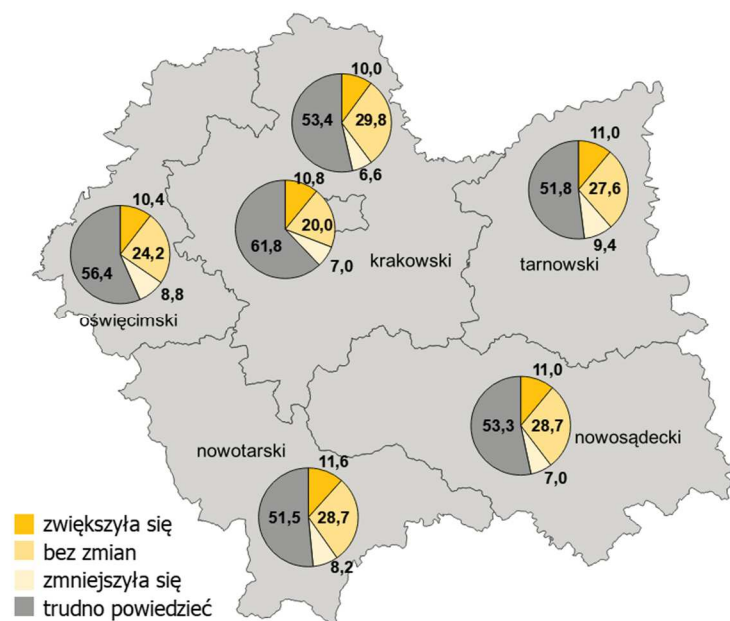 10,0
53,4
29,8
6,6
11,0
51,8
27,6
9,4
tarnowski
10,8
20,0
61,8
7,0
krakowski
10,4
24,2
56,4
8,8
oświęcimski
11,0
53,3
28,7
7,0
nowosądecki
nowotarski
11,6
51,5
28,7
8,2
zwiększyła się
bez zmian
zmniejszyła się
trudno powiedzieć